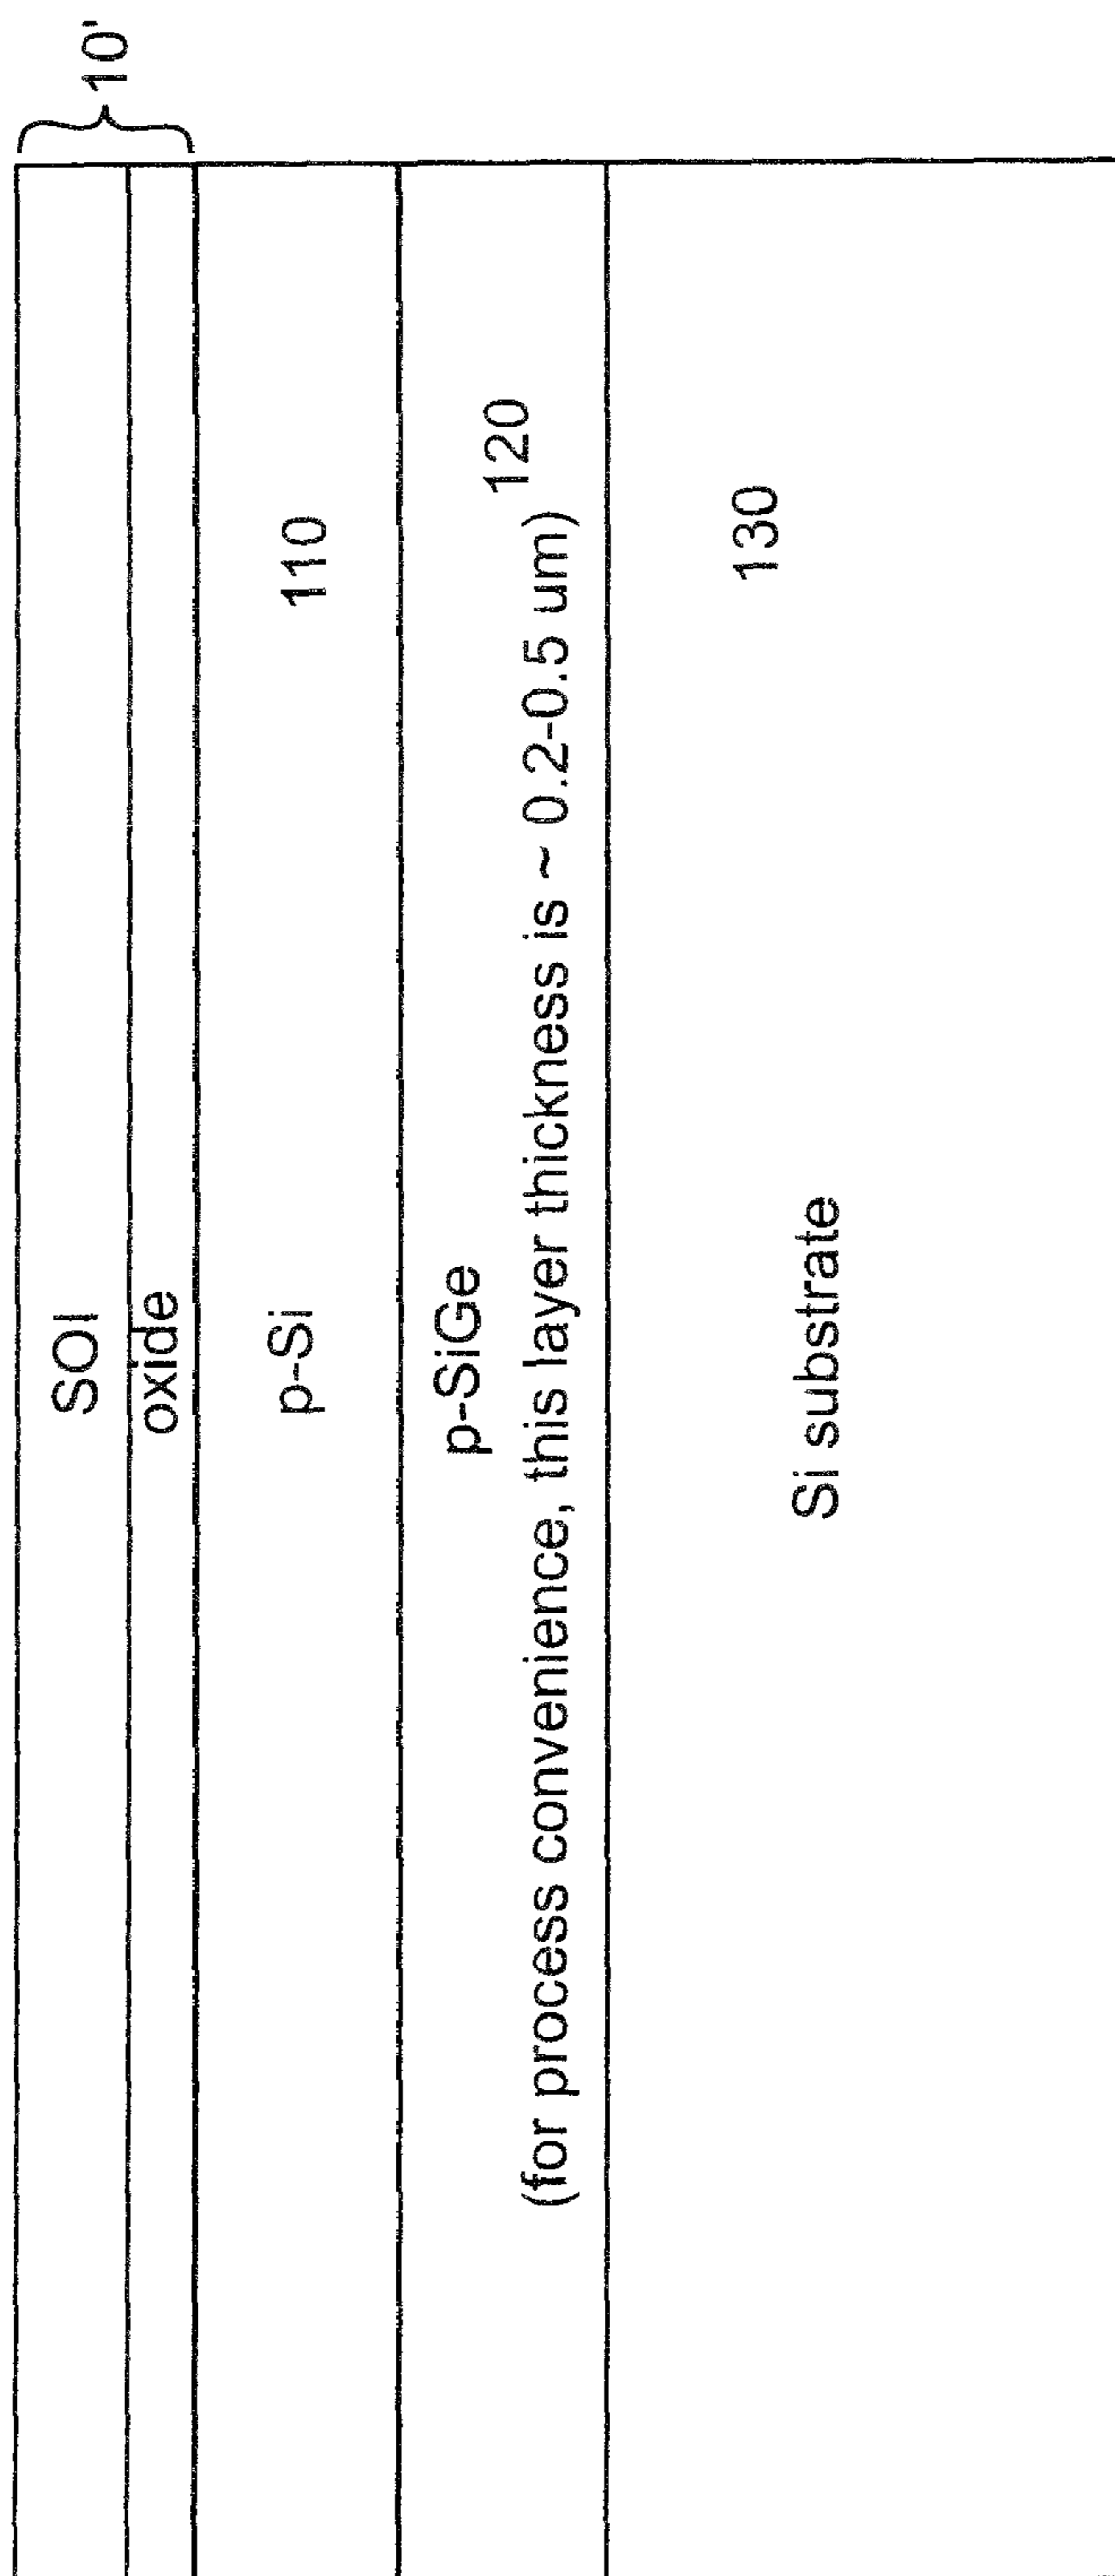 10'
SOI
oxide
p-Si
110
p-SiGe
120
(for process convenience, this layer thickness is ~ 0.2-0.5 um)
130
Si substrate